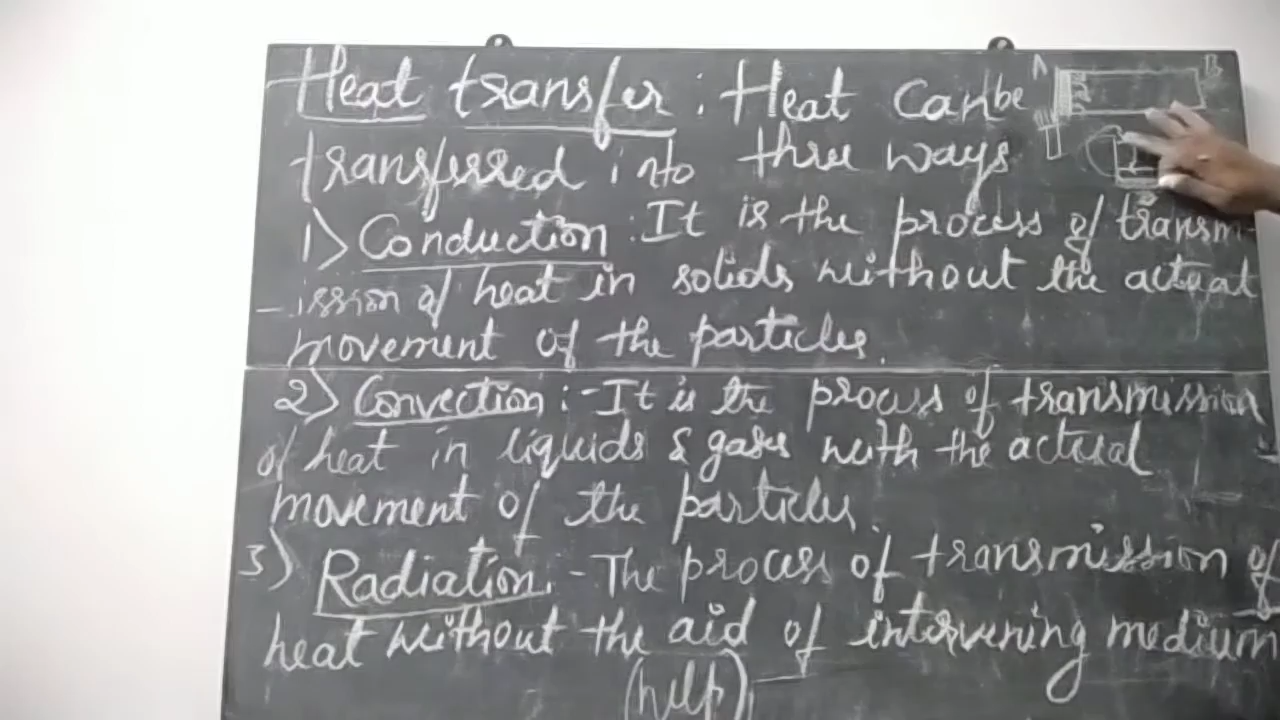 Heat transfer : Heat can be
transferred into three ways
1) Conduction : It is the process of transm-
-ission of heat in solids without the actual
movement of the particles.
2) Convection :- It is the process of transmission
of heat in liquids & gases with the actual
movement of the particles.
3) Radiation. - The process of transmission of
heat without the aid of intervening medium
(help)
A
B